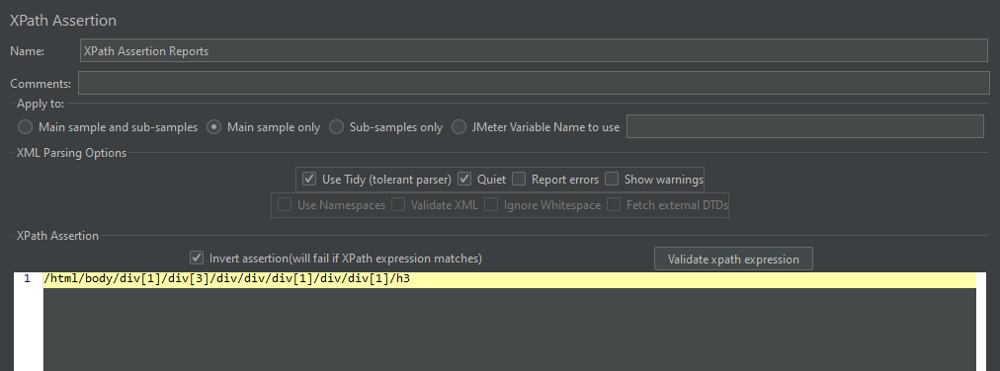 XPath Assertion
Name: XPath Assertion Reports
Comments:
Apply to:
Main sample and sub-samples Main sample only Sub-samples only JMeter Variable Name to use
XML Parsing Options
Use Tidy (tolerant parser) Quiet Report errors Show warnings
Use Namespaces Validate XML Ignore Whitespace Fetch external DTDs
XPath Assertion
Invert assertion(will fail if XPath expression matches) Validate xpath expression
1 /html/body/div[1]/div[3]/div/div/div[1]/div/div[1]/h3